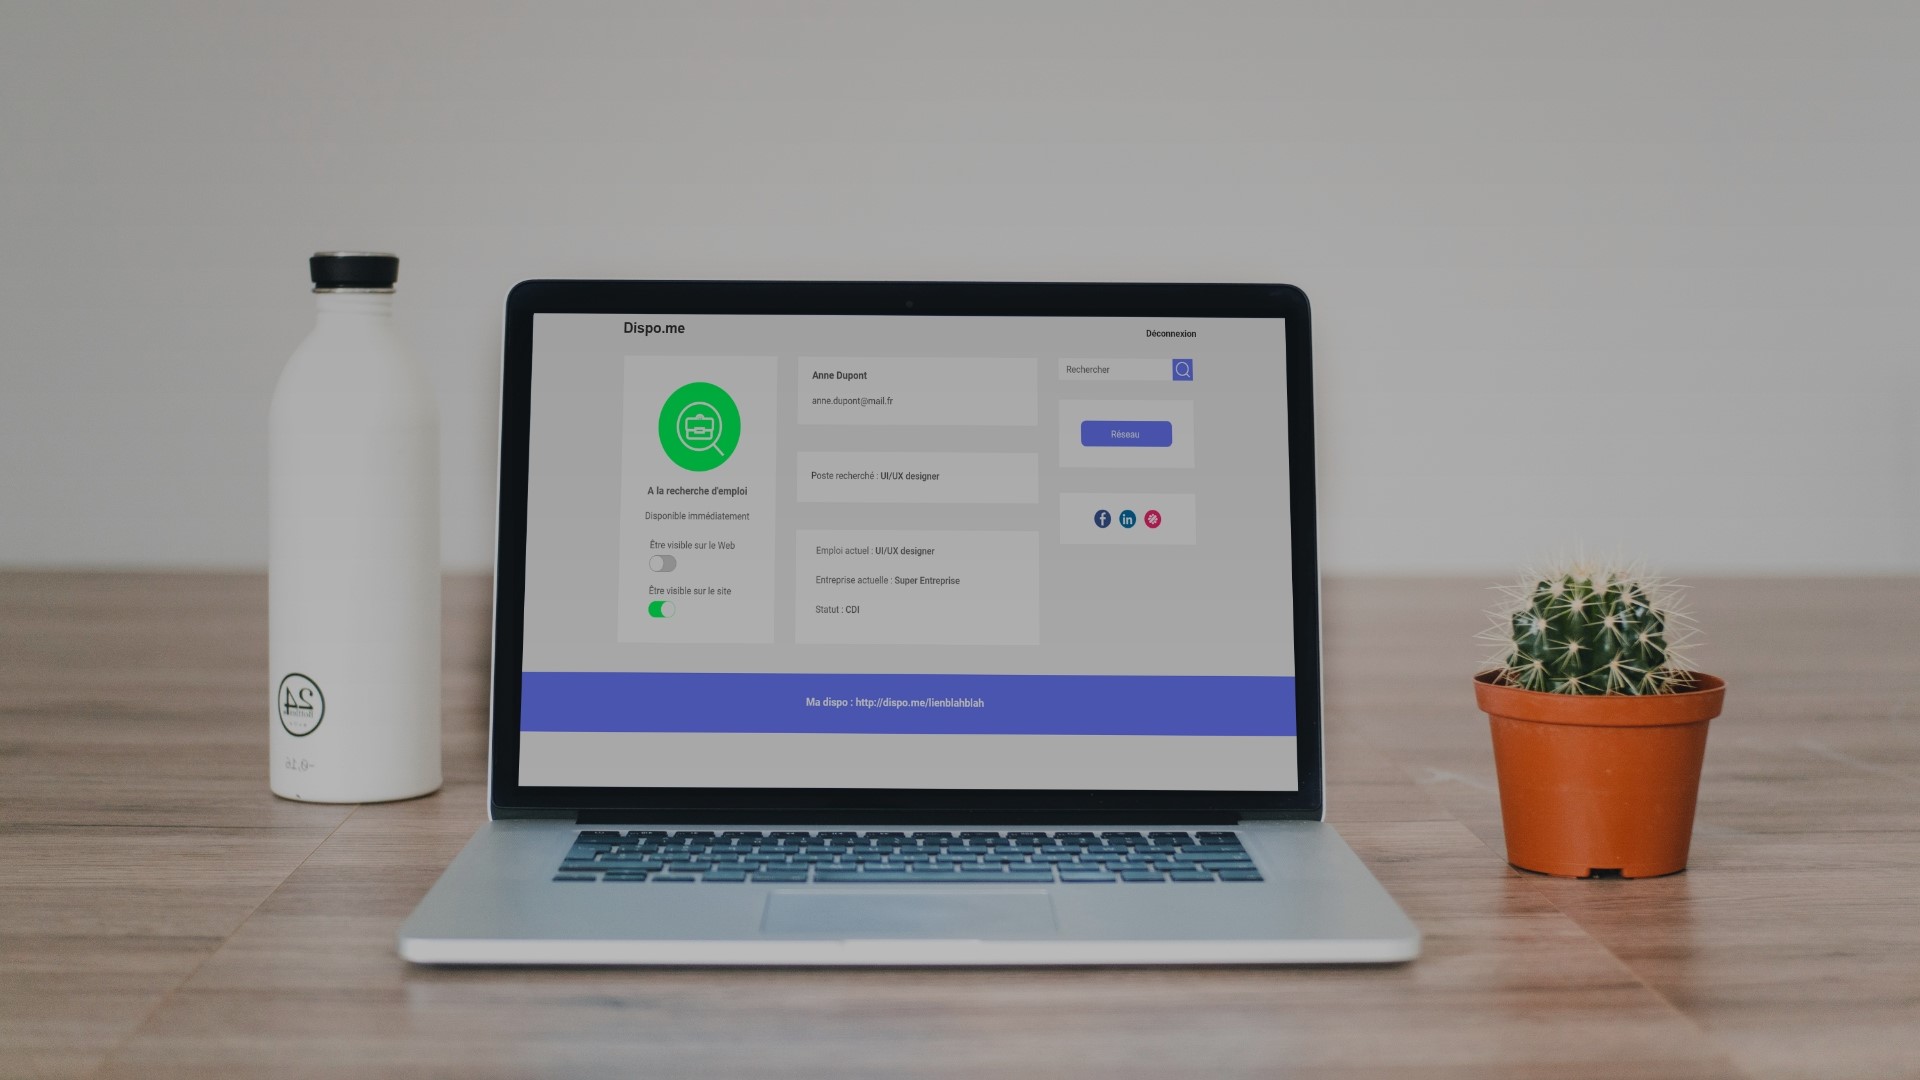 Dispo.me
Déconnexion
A la recherche d'emploi
Disponible immédiatement
Être visible sur le Web
Être visible sur le site
Anne Dupont
anne.dupont@mail.fr
Poste recherché : UI/UX designer
Emploi actuel : UI/UX designer
Entreprise actuelle : Super Entreprise
Statut : CDI
Rechercher
Réseau
f
in
Ma dispo : http://dispo.me/lienblahblah
24